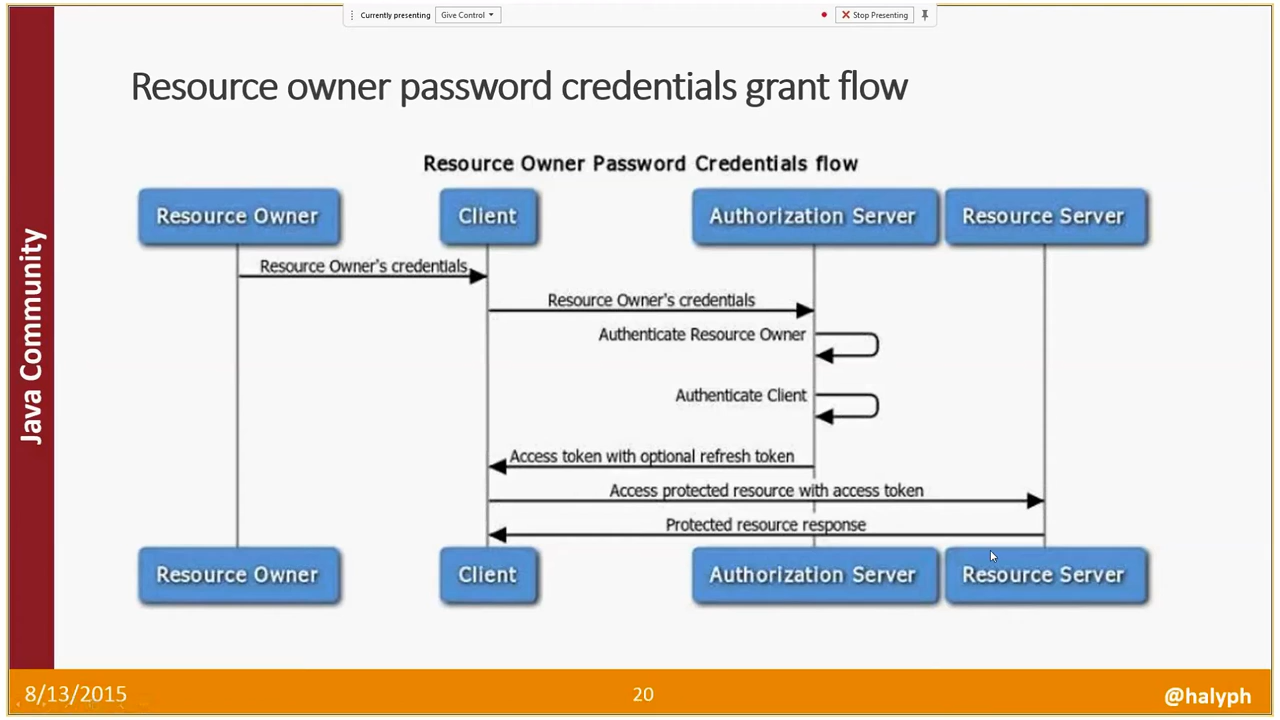 Currently presenting
Give Control
Stop Presenting
Resource owner password credentials grant flow
Resource Owner Password Credentials flow
Resource Owner
Client
Authorization Server
Resource Server
Resource Owner's credentials
Resource Owner's credentials
Authenticate Resource Owner
Authenticate Client
Access token with optional refresh token
Access protected resource with access token
Protected resource response
Resource Owner
Client
Authorization Server
Resource Server
Java Community
8/13/2015
20
@halyph